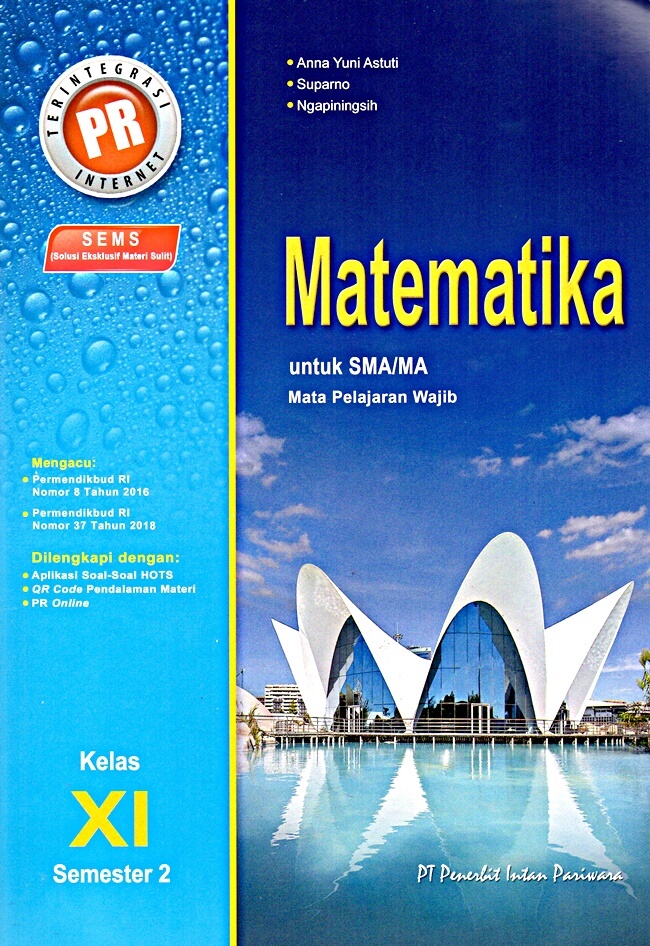 TERINTEGRASI
PR
INTERNET
SEMS
(Solusi Eksklusif Materi Sulit)
• Anna Yuni Astuti
• Suparno
• Ngapiningsih
Matematika
untuk SMA/MA
Mata Pelajaran Wajib
Mengacu:
• Permendikbud RI
Nomor 8 Tahun 2016
• Permendikbud RI
Nomor 37 Tahun 2018
Dilengkapi dengan:
• Aplikasi Soal-Soal HOTS
• QR Code Pendalaman Materi
• PR Online
Kelas
XI
Semester 2
PT Penerbit Intan Pariwara